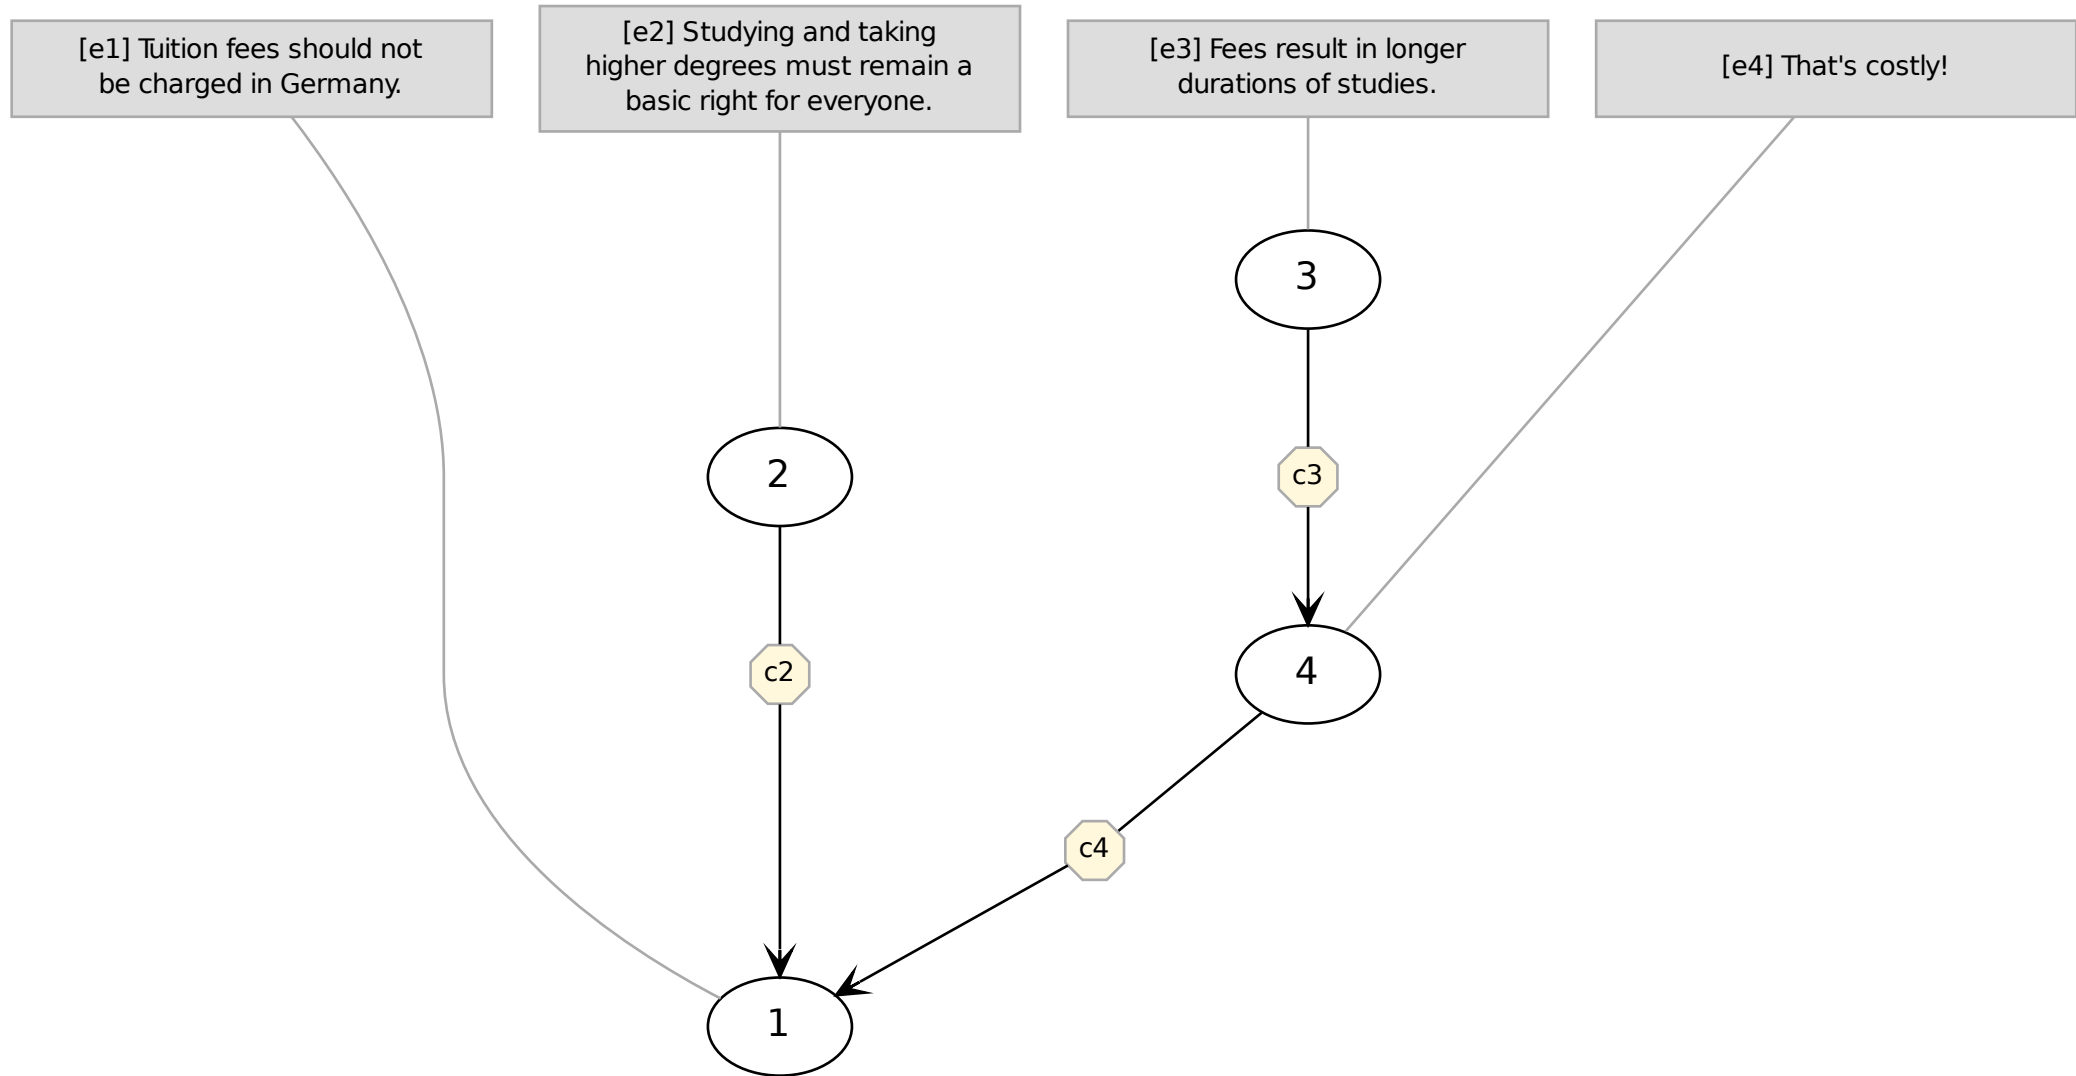 [e1] Tuition fees should not
be charged in Germany.
[e2] Studying and taking
higher degrees must remain a
basic right for everyone.
[e3] Fees result in longer
durations of studies.
[e4] That's costly!
3
2
c3
c2
4
c4
1